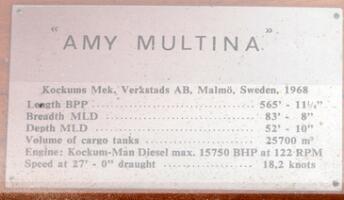 "AMY MULTINA"
Kockums Mek. Verkstads AB, Malmö, Sweden, 1968
Length BPP .................... 565' - 11¼"
Breadth MLD .................... 83' - 8"
Depth MLD .................... 52' - 10"
Volume of cargo tanks .................... 25700 m³
Engine: Kockum-Man Diesel max. 15750 BHP at 122 RPM
Speed at 27' - 0" draught .................... 18,2 knots